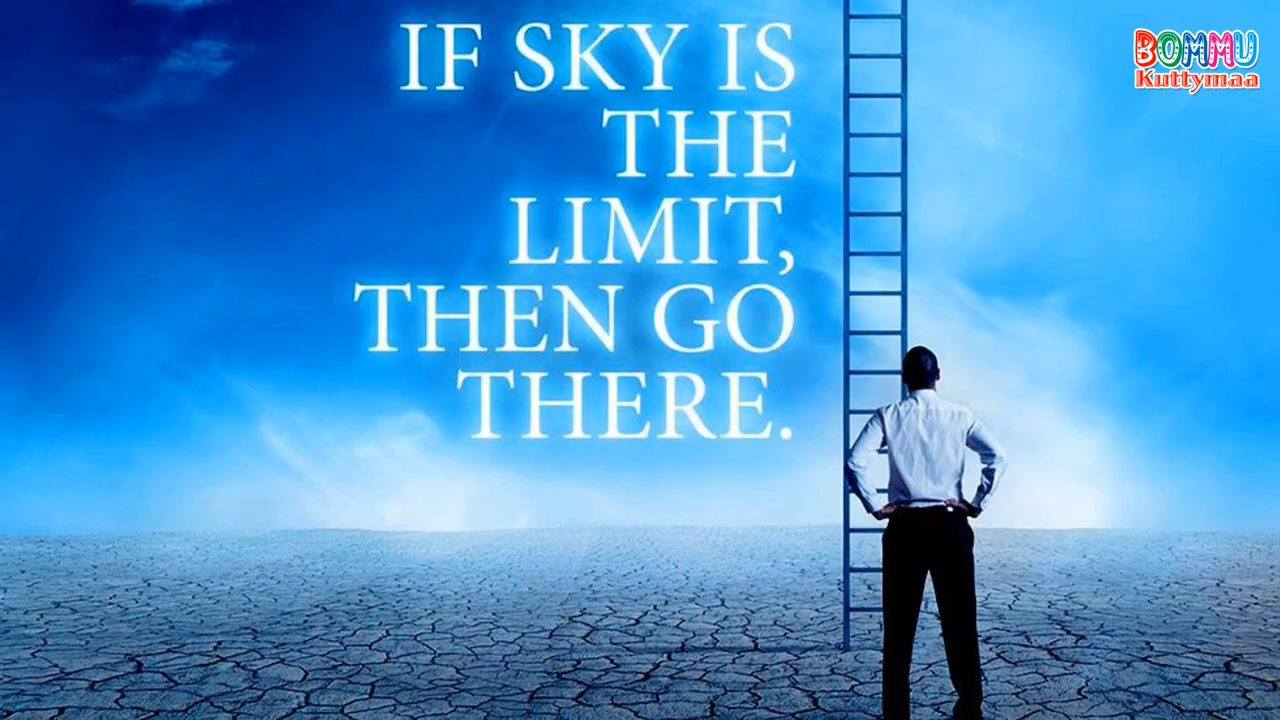 IF SKY IS
THE
LIMIT,
THEN GO
THERE.
BOMMU
Kuttymaa